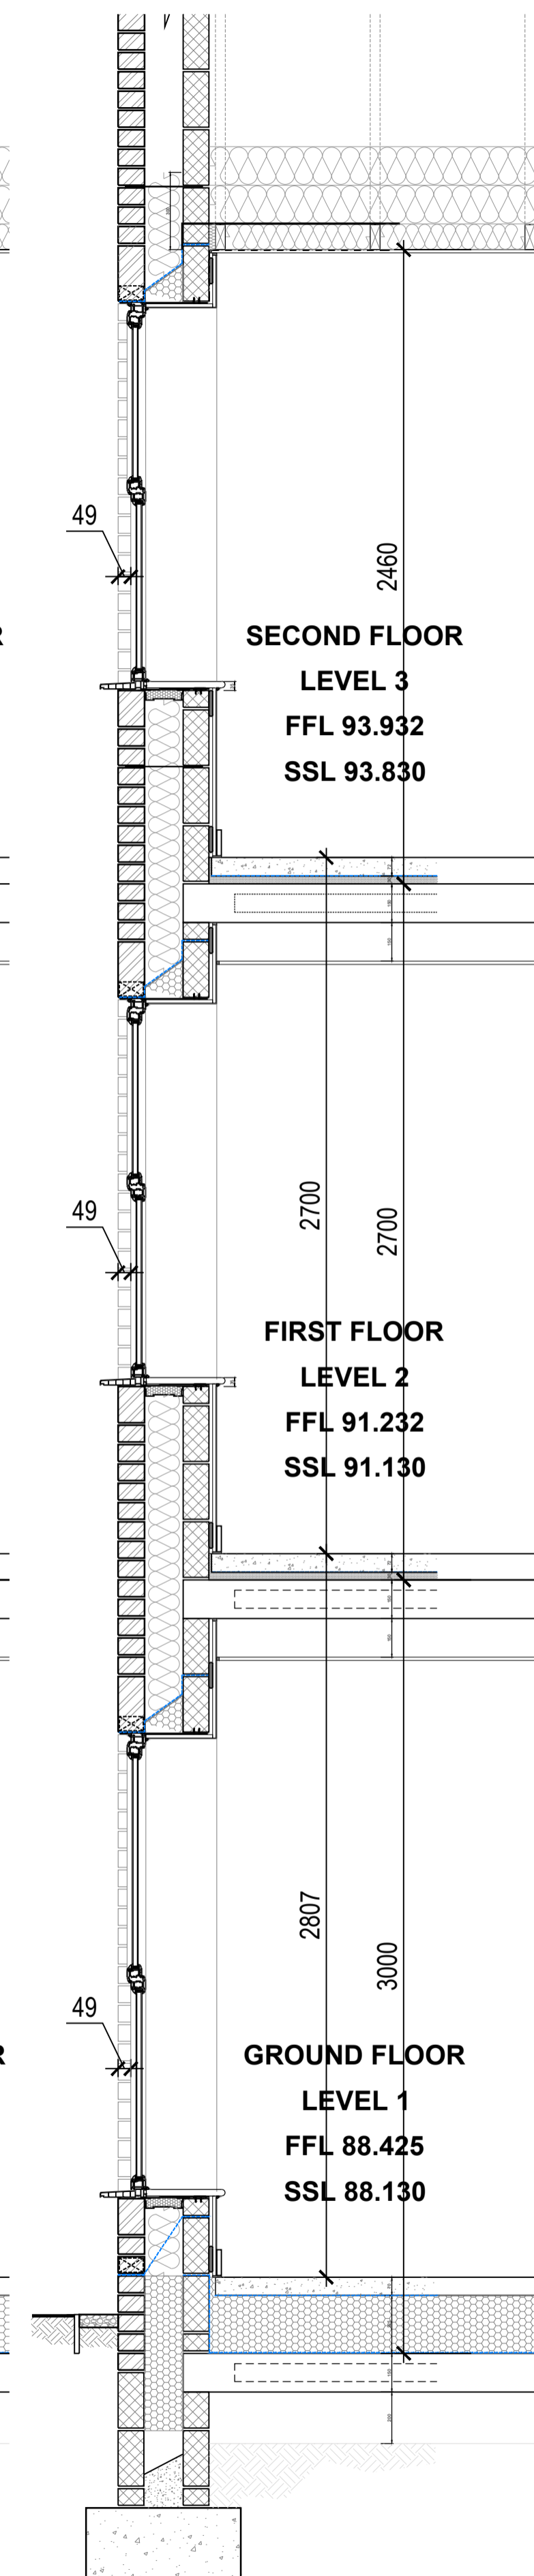 R
49
2460
SECOND FLOOR
LEVEL 3
FFL 93.932
SSL 93.830
49
2700
2700
FIRST FLOOR
LEVEL 2
FFL 91.232
SSL 91.130
2807
3000
49
R
GROUND FLOOR
LEVEL 1
FFL 88.425
SSL 88.130